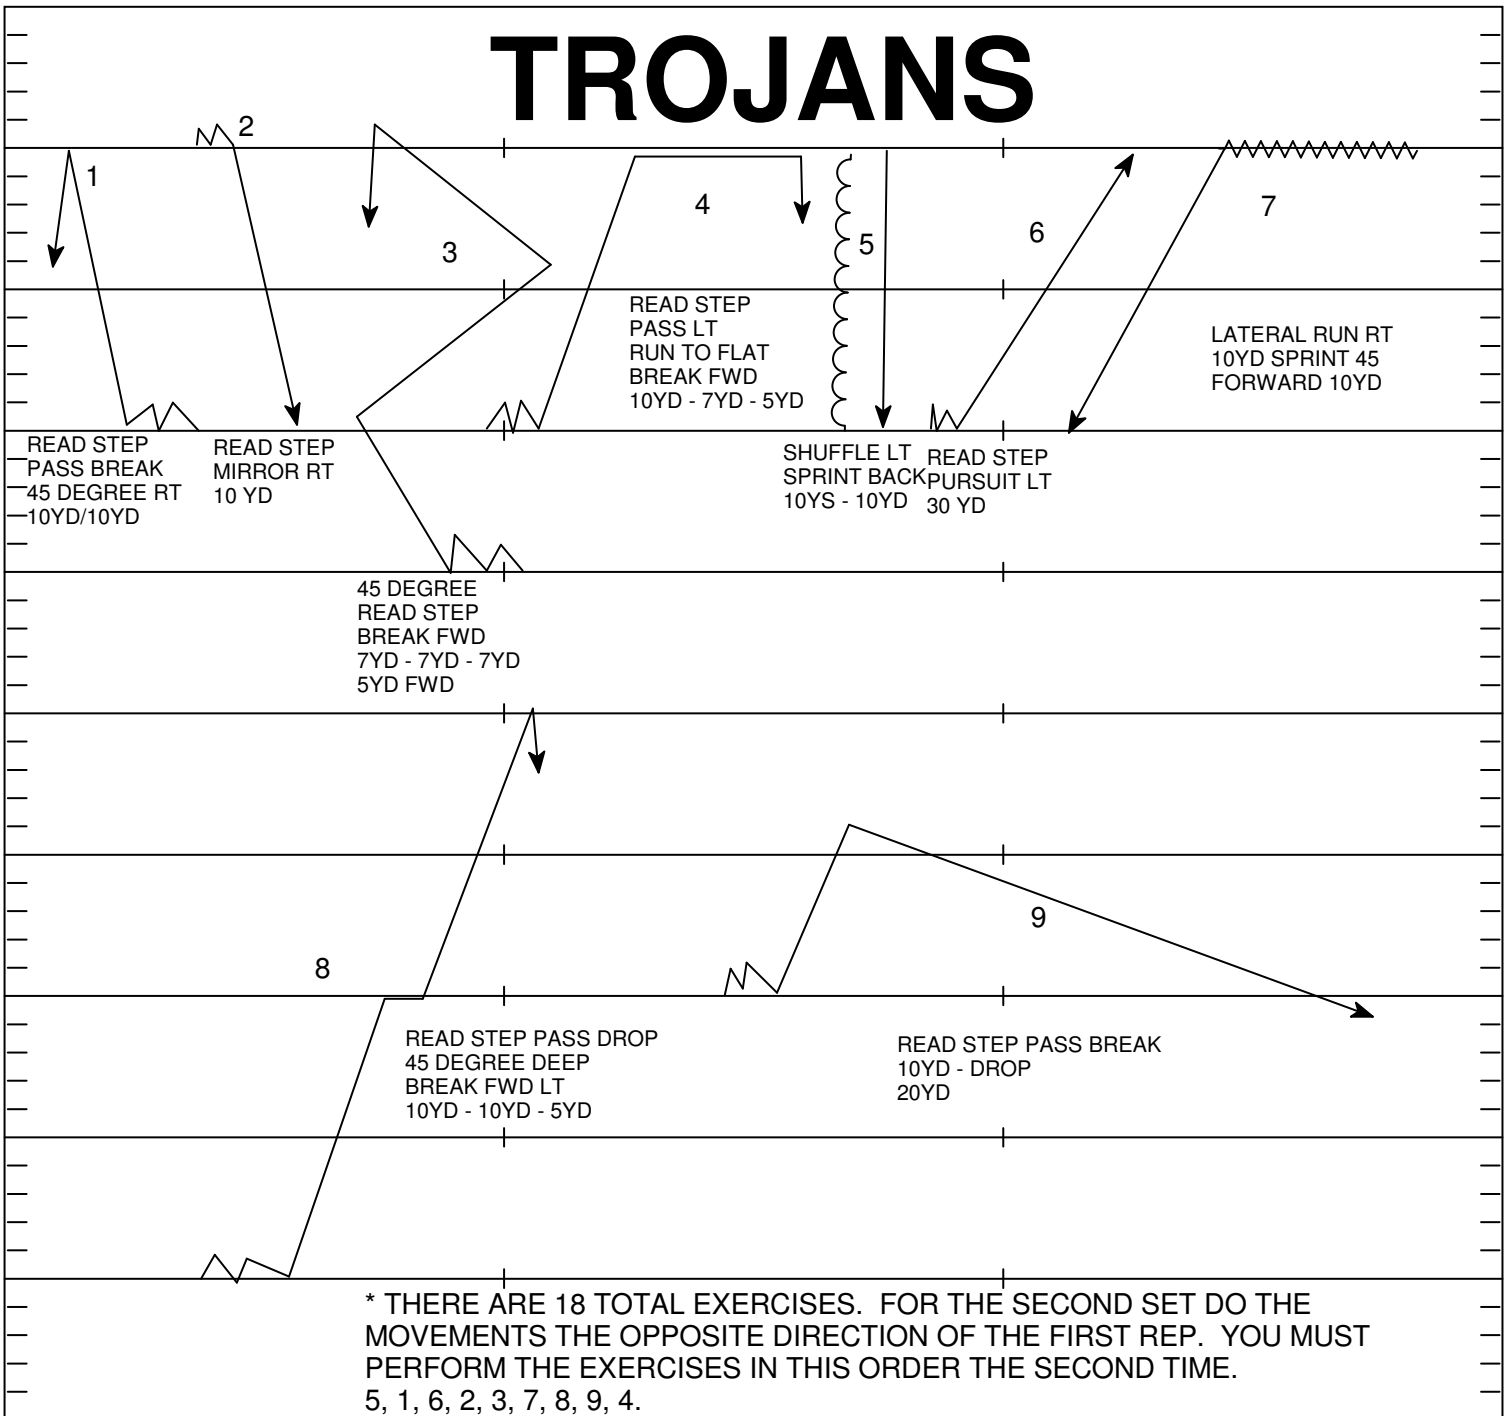 TROJANS
1
2
3
4
5
6
7
READ STEP
PASS LT
RUN TO FLAT
BREAK FWD
10YD - 7YD - 5YD
LATERAL RUN RT
10YD SPRINT 45
FORWARD 10YD
READ STEP
PASS BREAK
45 DEGREE RT
10YD/10YD
READ STEP
MIRROR RT
10 YD
SHUFFLE LT
SPRINT BACK
10YS - 10YD
READ STEP
PURSUIT LT
30 YD
45 DEGREE
READ STEP
BREAK FWD
7YD - 7YD - 7YD
5YD FWD
8
9
READ STEP PASS DROP
45 DEGREE DEEP
BREAK FWD LT
10YD - 10YD - 5YD
READ STEP PASS BREAK
10YD - DROP
20YD
* THERE ARE 18 TOTAL EXERCISES.  FOR THE SECOND SET DO THE
MOVEMENTS THE OPPOSITE DIRECTION OF THE FIRST REP.  YOU MUST
PERFORM THE EXERCISES IN THIS ORDER THE SECOND TIME.
5, 1, 6, 2, 3, 7, 8, 9, 4.